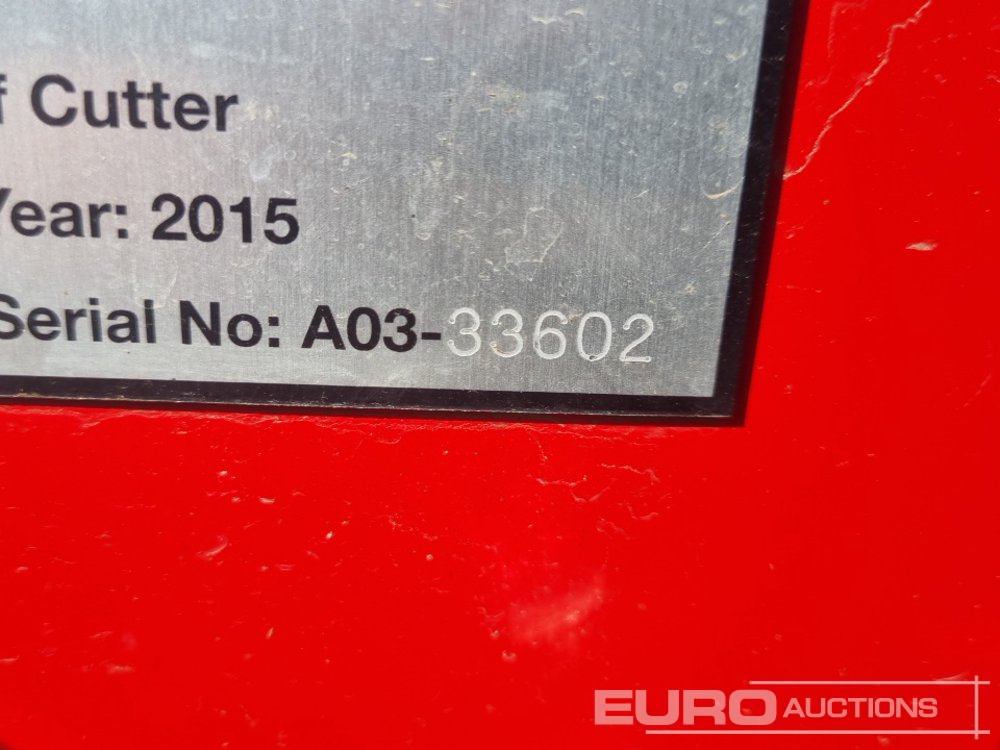 f Cutter
Year: 2015
Serial No: A03-33602
EURO AUCTIONS